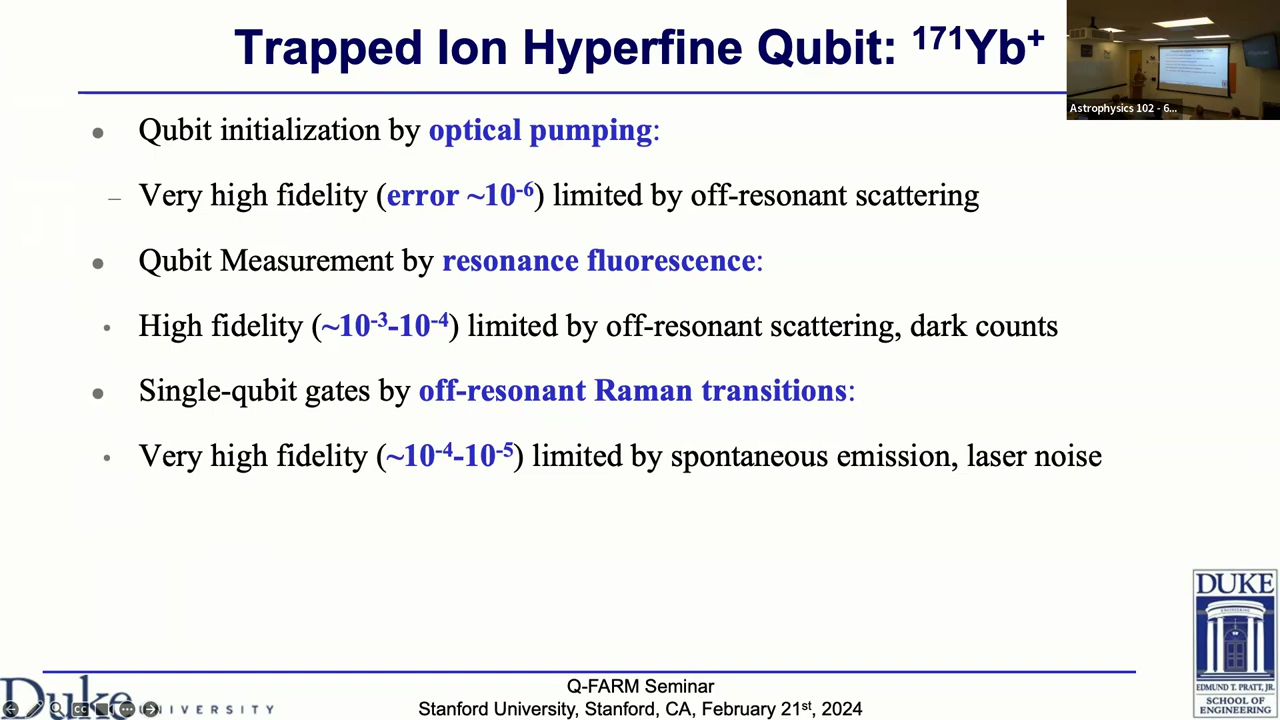 Trapped Ion Hyperfine Qubit: ¹⁷¹Yb⁺
Astrophysics 102 - 6...
• Qubit initialization by optical pumping:
– Very high fidelity (error ~10⁻⁶) limited by off-resonant scattering
• Qubit Measurement by resonance fluorescence:
• High fidelity (~10⁻³-10⁻⁴) limited by off-resonant scattering, dark counts
• Single-qubit gates by off-resonant Raman transitions:
• Very high fidelity (~10⁻⁴-10⁻⁵) limited by spontaneous emission, laser noise
DUKE
ENGINEERING
EDMUND T. PRATT, JR.
SCHOOL OF
ENGINEERING
Duke
UNIVERSITY
CC
Q-FARM Seminar
Stanford University, Stanford, CA, February 21ˢᵗ, 2024